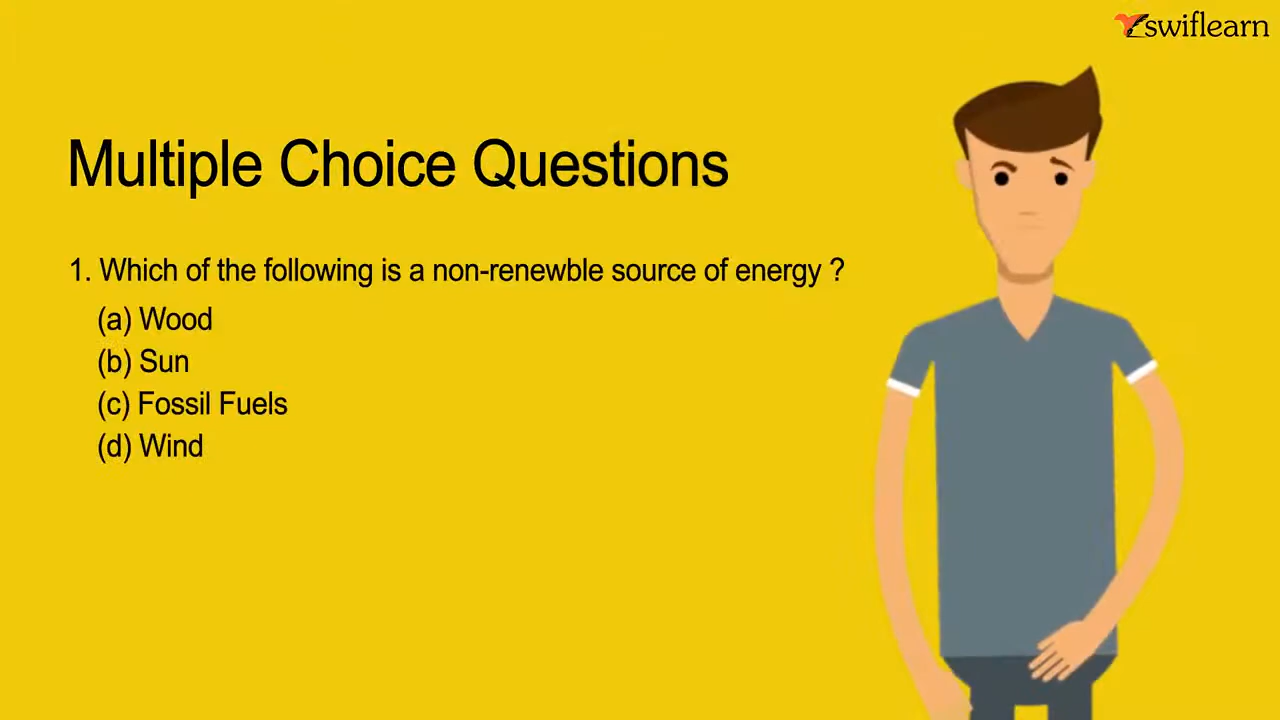 swiflearn
Multiple Choice Questions
1. Which of the following is a non-renewble source of energy ?
(a) Wood
(b) Sun
(c) Fossil Fuels
(d) Wind